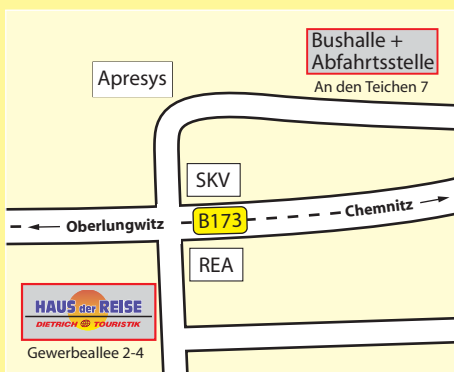 Bushalle +
Abfahrtsstelle
An den Teichen 7
Apresys
SKV
Oberlungwitz
B173
Chemnitz
REA
HAUS der REISE
DIETRICH TOURISTIK
Gewerbeallee 2-4